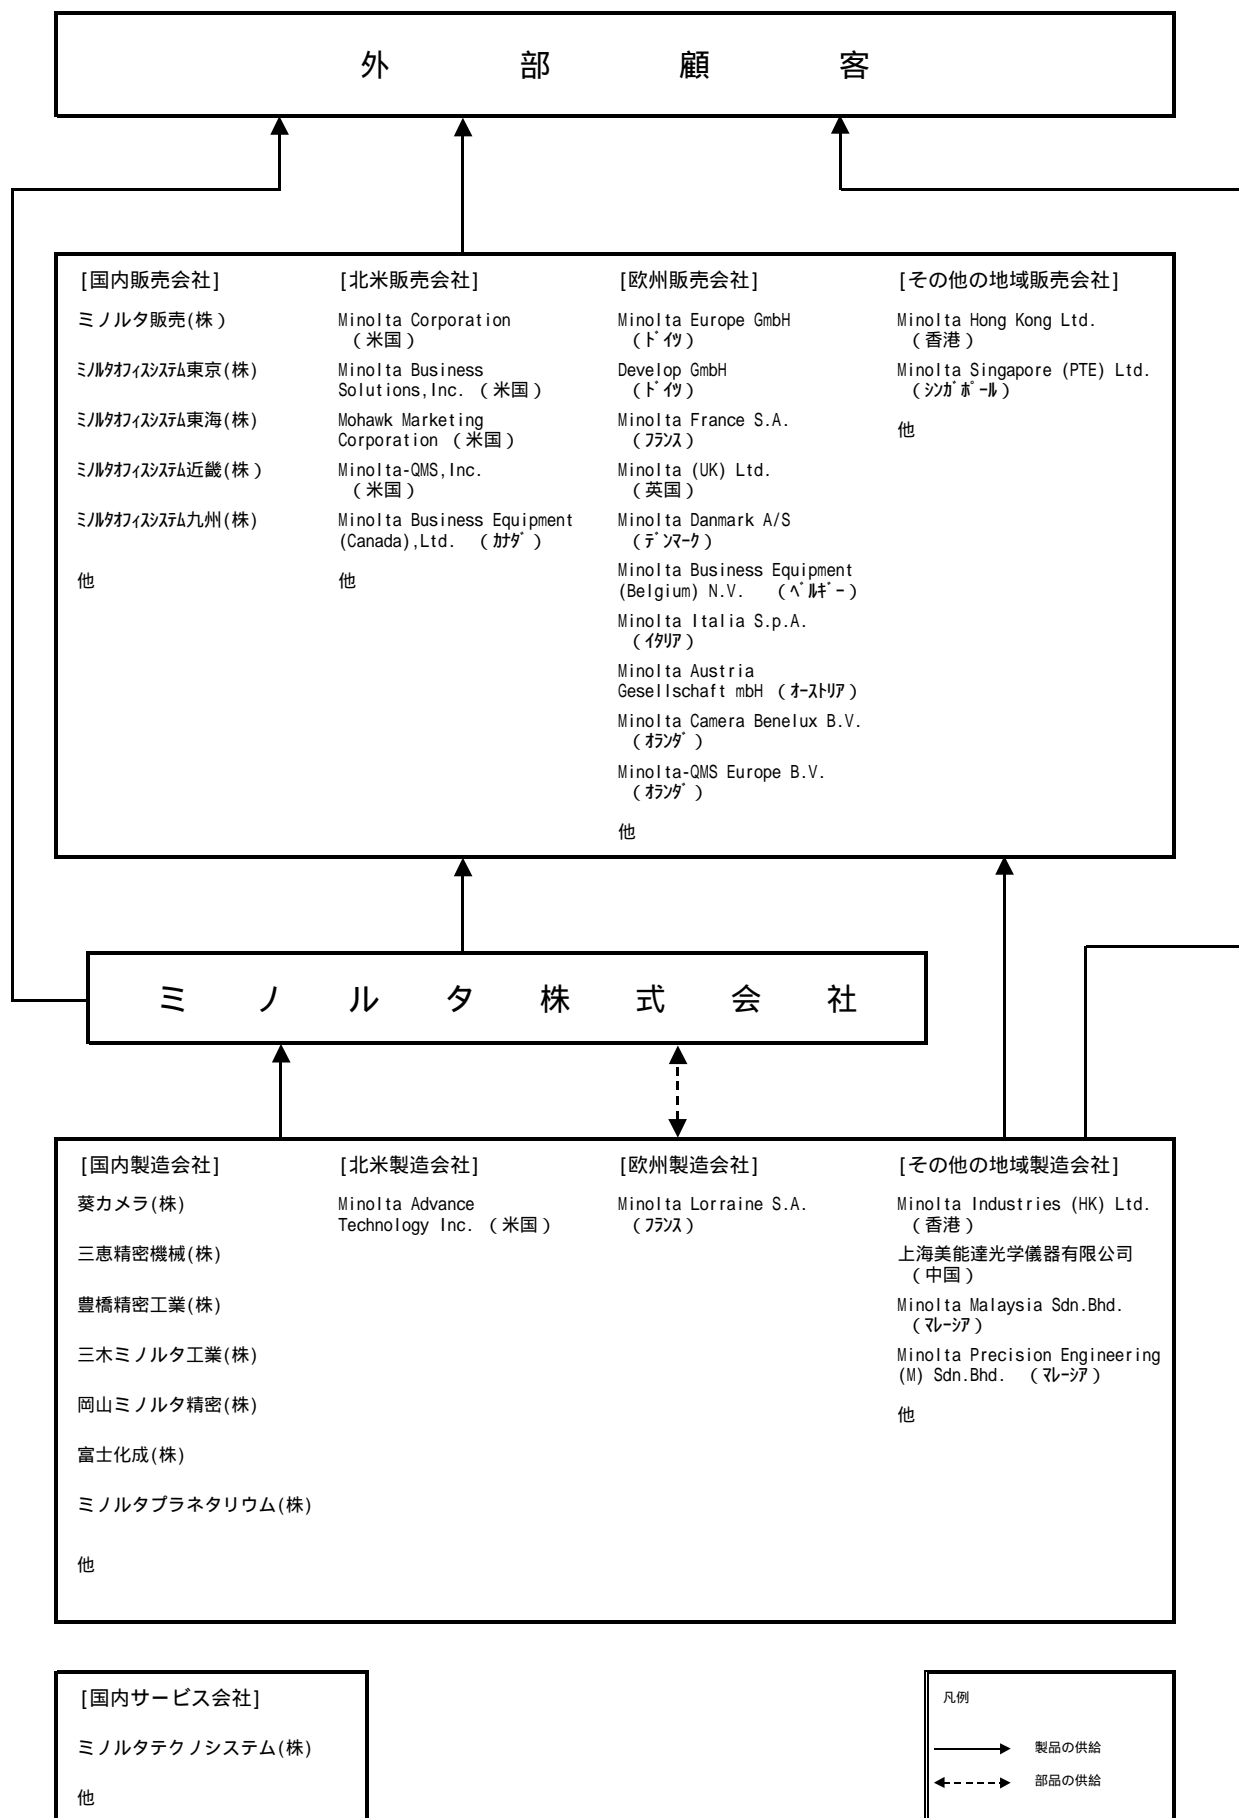 外部顧客
[国内販売会社]
ミノルタ販売(株)
ﾐﾉﾙﾀｵﾌｨｽｼｽﾃﾑ東京(株)
ﾐﾉﾙﾀｵﾌｨｽｼｽﾃﾑ東海(株)
ﾐﾉﾙﾀｵﾌｨｽｼｽﾃﾑ近畿(株)
ﾐﾉﾙﾀｵﾌｨｽｼｽﾃﾑ九州(株)
他
[北米販売会社]
Minolta Corporation
(米国)
Minolta Business
Solutions,Inc. (米国)
Mohawk Marketing
Corporation (米国)
Minolta-QMS,Inc.
(米国)
Minolta Business Equipment
(Canada),Ltd. (ｶﾅﾀﾞ)
他
[欧州販売会社]
Minolta Europe GmbH
(ﾄﾞｲﾂ)
Develop GmbH
(ﾄﾞｲﾂ)
Minolta France S.A.
(ﾌﾗﾝｽ)
Minolta (UK) Ltd.
(英国)
Minolta Danmark A/S
(ﾃﾞﾝﾏｰｸ)
Minolta Business Equipment
(Belgium) N.V. (ﾍﾞﾙｷﾞｰ)
Minolta Italia S.p.A.
(ｲﾀﾘｱ)
Minolta Austria
Gesellschaft mbH (ｵｰｽﾄﾘｱ)
Minolta Camera Benelux B.V.
(ｵﾗﾝﾀﾞ)
Minolta-QMS Europe B.V.
(ｵﾗﾝﾀﾞ)
他
[その他の地域販売会社]
Minolta Hong Kong Ltd.
(香港)
Minolta Singapore (PTE) Ltd.
(ｼﾝｶﾞﾎﾟｰﾙ)
他
ミノルタ株式会社
[国内製造会社]
葵カメラ(株)
三恵精密機械(株)
豊橋精密工業(株)
三木ミノルタ工業(株)
岡山ミノルタ精密(株)
富士化成(株)
ミノルタプラネタリウム(株)
他
[北米製造会社]
Minolta Advance
Technology Inc. (米国)
[欧州製造会社]
Minolta Lorraine S.A.
(ﾌﾗﾝｽ)
[その他の地域製造会社]
Minolta Industries (HK) Ltd.
(香港)
上海美能達光学儀器有限公司
(中国)
Minolta Malaysia Sdn.Bhd.
(ﾏﾚｰｼｱ)
Minolta Precision Engineering
(M) Sdn.Bhd. (ﾏﾚｰｼｱ)
他
[国内サービス会社]
ミノルタテクノシステム(株)
他
凡例
製品の供給
部品の供給